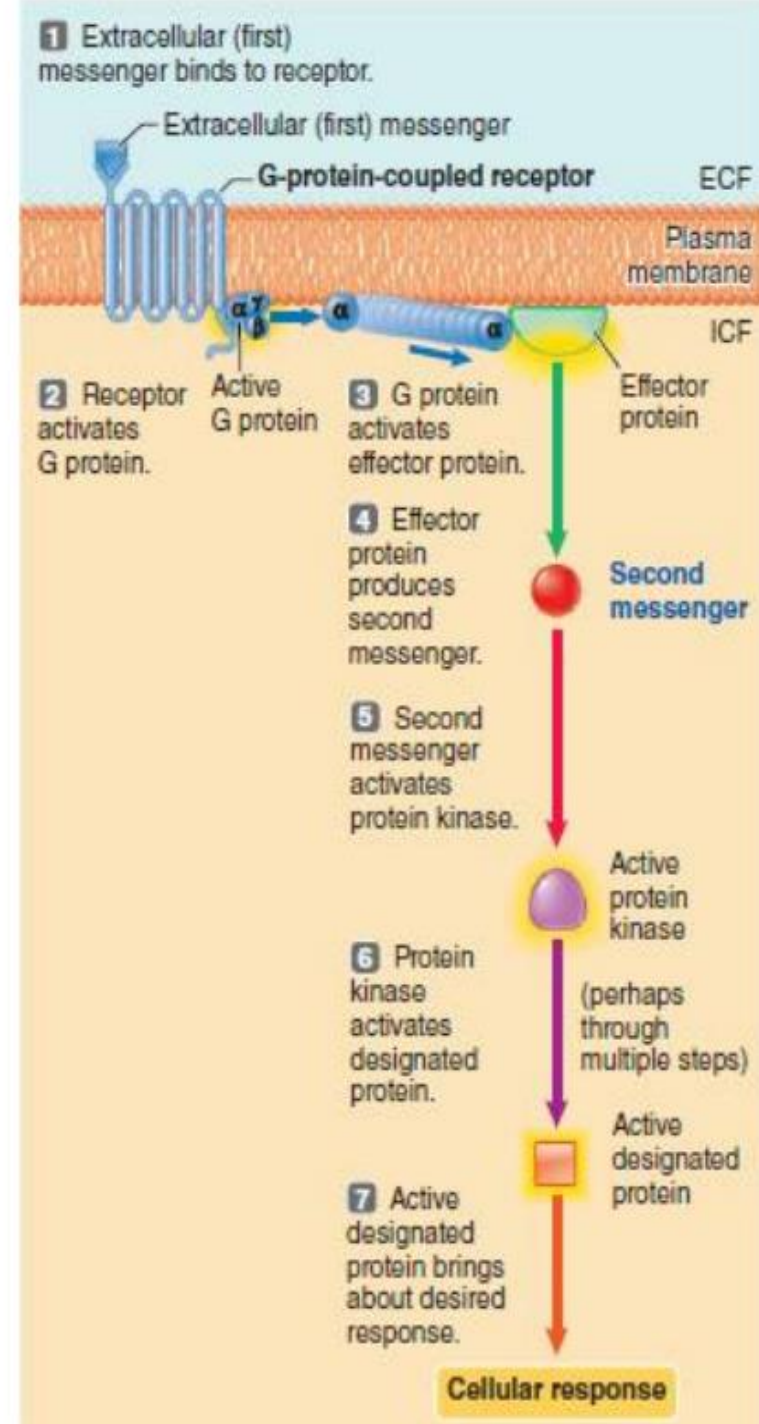 1 Extracellular (first)
messenger binds to receptor.
Extracellular (first) messenger
G-protein-coupled receptor
ECF
Plasma
membrane
α γ
β
α
α
ICF
2 Receptor
activates
G protein.
Active
G protein
3 G protein
activates
effector protein.
Effector
protein
4 Effector
protein
produces
second
messenger.
Second
messenger
5 Second
messenger
activates
protein kinase.
Active
protein
kinase
6 Protein
kinase
activates
designated
protein.
(perhaps
through
multiple steps)
Active
designated
protein
7 Active
designated
protein brings
about desired
response.
Cellular response